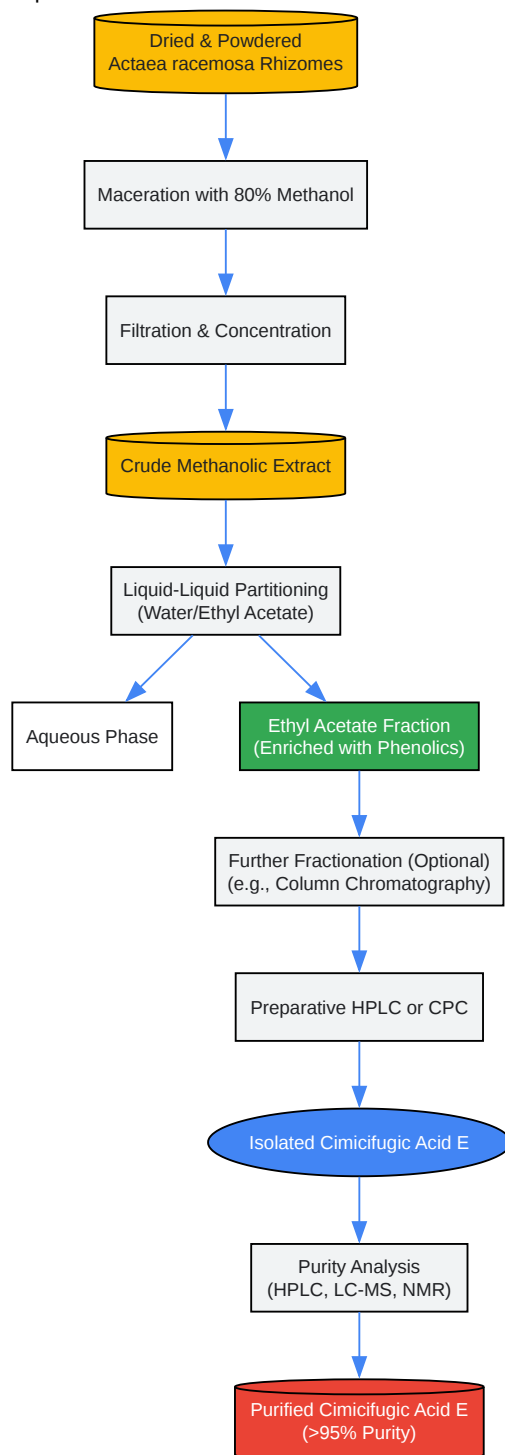 Dried & Powdered
Actaea racemosa Rhizomes
Maceration with 80% Methanol
Filtration & Concentration
Crude Methanolic Extract
Liquid-Liquid Partitioning
(Water/Ethyl Acetate)
Aqueous Phase
Ethyl Acetate Fraction
(Enriched with Phenolics)
Further Fractionation (Optional)
(e.g., Column Chromatography)
Preparative HPLC or CPC
Isolated Cimicifugic Acid E
Purity Analysis
(HPLC, LC-MS, NMR)
Purified Cimicifugic Acid E
(>95% Purity)